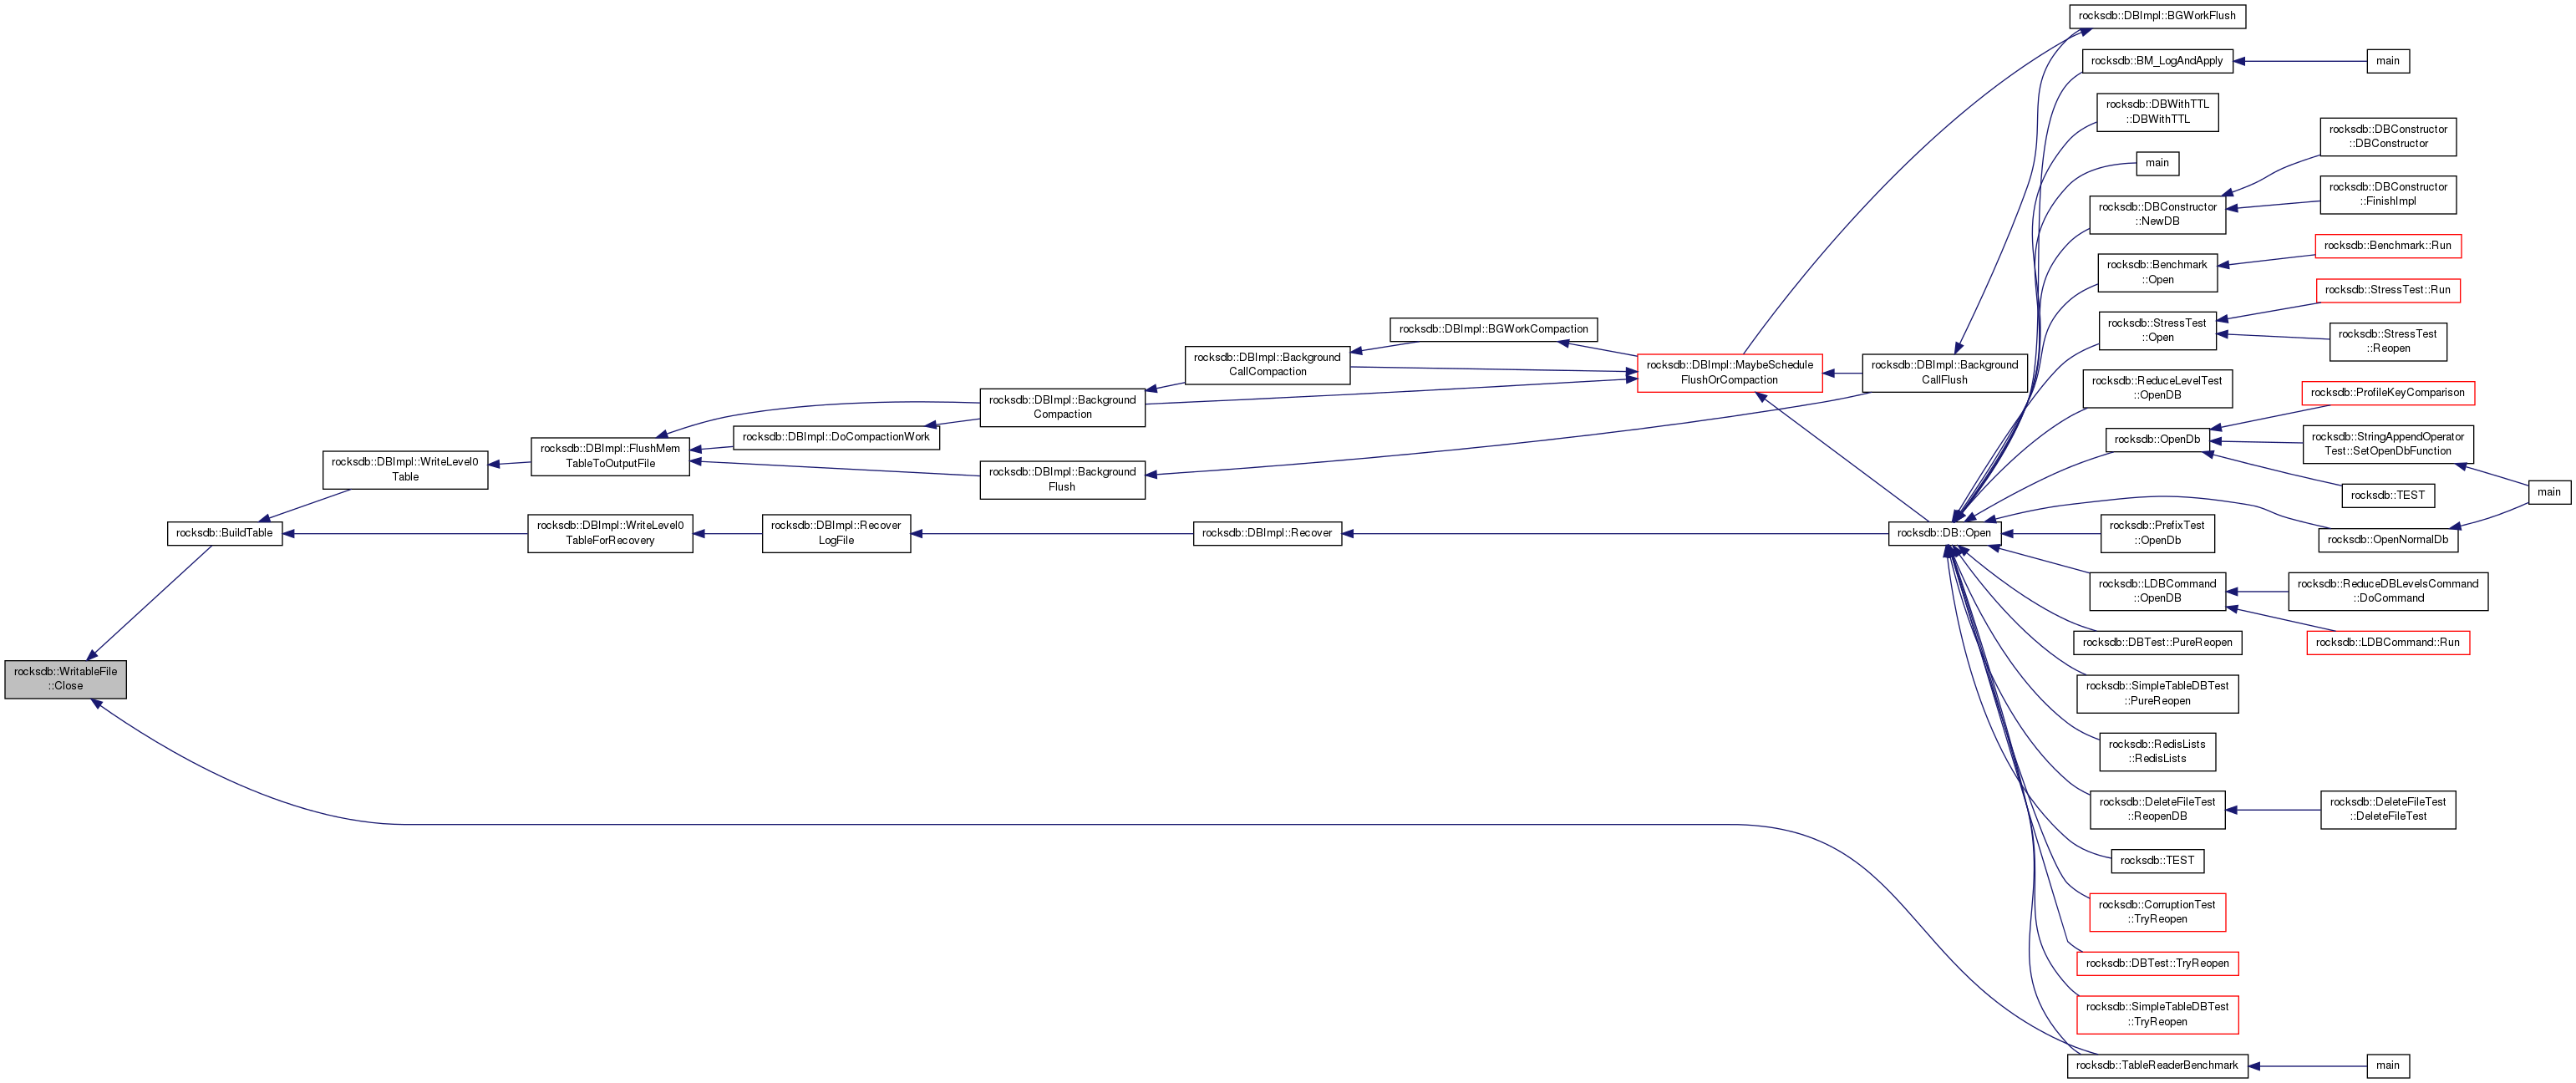 rocksdb::WritableFile
::Close
rocksdb::BuildTable
rocksdb::DBImpl::WriteLevel0
Table
rocksdb::DBImpl::WriteLevel0
TableForRecovery
rocksdb::DBImpl::FlushMem
TableToOutputFile
rocksdb::DBImpl::DoCompactionWork
rocksdb::DBImpl::Recover
LogFile
rocksdb::DBImpl::Background
Compaction
rocksdb::DBImpl::Background
Flush
rocksdb::DBImpl::Background
CallCompaction
rocksdb::DBImpl::Recover
rocksdb::DBImpl::BGWorkCompaction
rocksdb::DBImpl::MaybeSchedule
FlushOrCompaction
rocksdb::DBImpl::Background
CallFlush
rocksdb::DB::Open
rocksdb::DBImpl::BGWorkFlush
rocksdb::BM_LogAndApply
main
rocksdb::DBWithTTL
::DBWithTTL
main
rocksdb::DBConstructor
::NewDB
rocksdb::DBConstructor
::DBConstructor
rocksdb::DBConstructor
::FinishImpl
rocksdb::Benchmark
::Open
rocksdb::Benchmark::Run
rocksdb::StressTest
::Open
rocksdb::StressTest::Run
rocksdb::StressTest
::Reopen
rocksdb::ReduceLevelTest
::OpenDB
rocksdb::OpenDb
rocksdb::ProfileKeyComparison
rocksdb::StringAppendOperator
Test::SetOpenDbFunction
rocksdb::TEST
main
rocksdb::PrefixTest
::OpenDb
rocksdb::OpenNormalDb
rocksdb::LDBCommand
::OpenDB
rocksdb::ReduceDBLevelsCommand
::DoCommand
rocksdb::LDBCommand::Run
rocksdb::DBTest::PureReopen
rocksdb::SimpleTableDBTest
::PureReopen
rocksdb::RedisLists
::RedisLists
rocksdb::DeleteFileTest
::ReopenDB
rocksdb::DeleteFileTest
::DeleteFileTest
rocksdb::TEST
rocksdb::CorruptionTest
::TryReopen
rocksdb::DBTest::TryReopen
rocksdb::SimpleTableDBTest
::TryReopen
rocksdb::TableReaderBenchmark
main